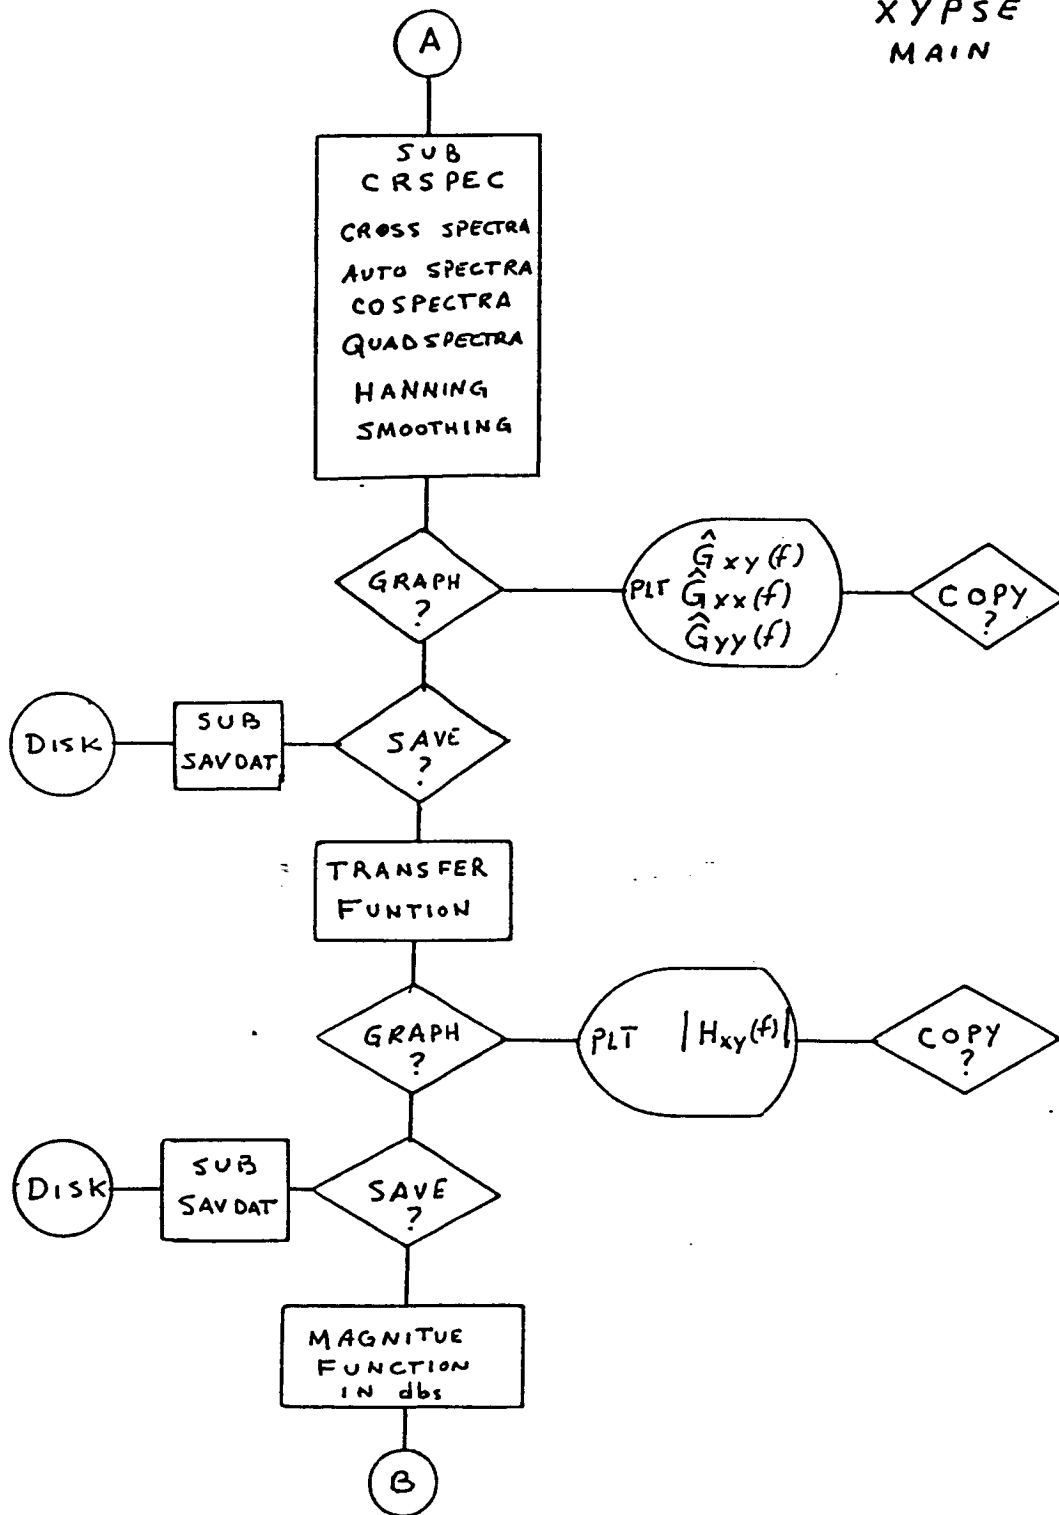 XYPSE
MAIN
A
SUB
CRSPEC
CROSS SPECTRA
AUTO SPECTRA
COSPECTRA
QUADSPECTRA
HANNING
SMOOTHING
GRAPH
?
PLT
Ĝxy(f)
Ĝxx(f)
Ĝyy(f)
COPY
?
DISK
SUB
SAVDAT
SAVE
?
TRANSFER
FUNTION
GRAPH
?
PLT |Hxy(f)|
COPY
?
DISK
SUB
SAVDAT
SAVE
?
MAGNITUE
FUNCTION
IN dbs
B